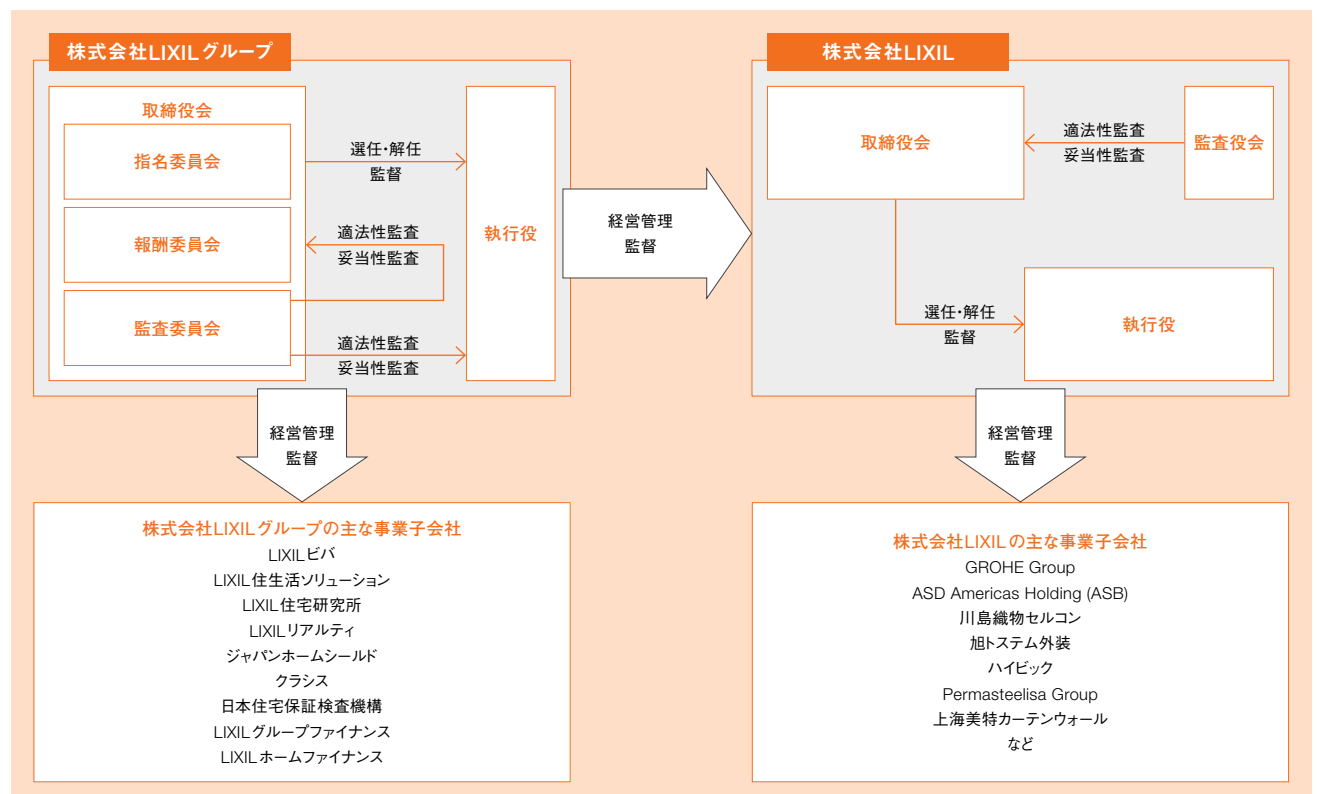 株式会社LIXILグループ
取締役会
指名委員会
報酬委員会
監査委員会
選任・解任
監督
適法性監査
妥当性監査
適法性監査
妥当性監査
執行役
経営管理
監督
株式会社LIXIL
取締役会
適法性監査
妥当性監査
監査役会
選任・解任
監督
執行役
経営管理
監督
株式会社LIXILグループの主な事業子会社
LIXILビバ
LIXIL住生活ソリューション
LIXIL住宅研究所
LIXILリアルティ
ジャパンホームシールド
クラシス
日本住宅保証検査機構
LIXILグループファイナンス
LIXILホームファイナンス
経営管理
監督
株式会社LIXILの主な事業子会社
GROHE Group
ASD Americas Holding (ASB)
川島織物セルコン
旭トステム外装
ハイビック
Permasteelisa Group
上海美特カーテンウォール
など